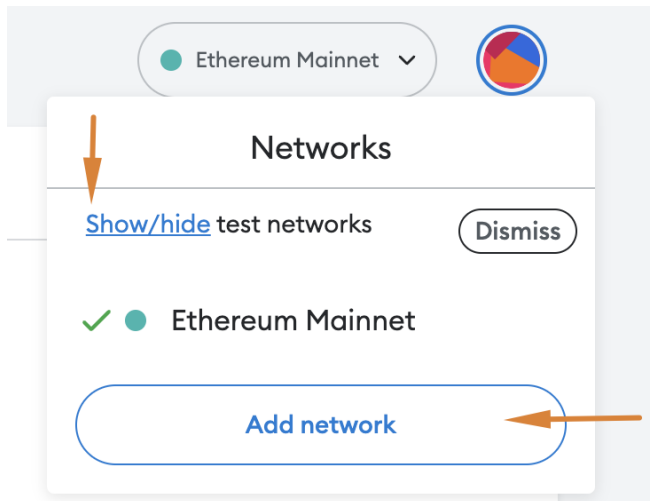 Ethereum Mainnet
Networks
Show/hide test networks
Dismiss
Ethereum Mainnet
Add network